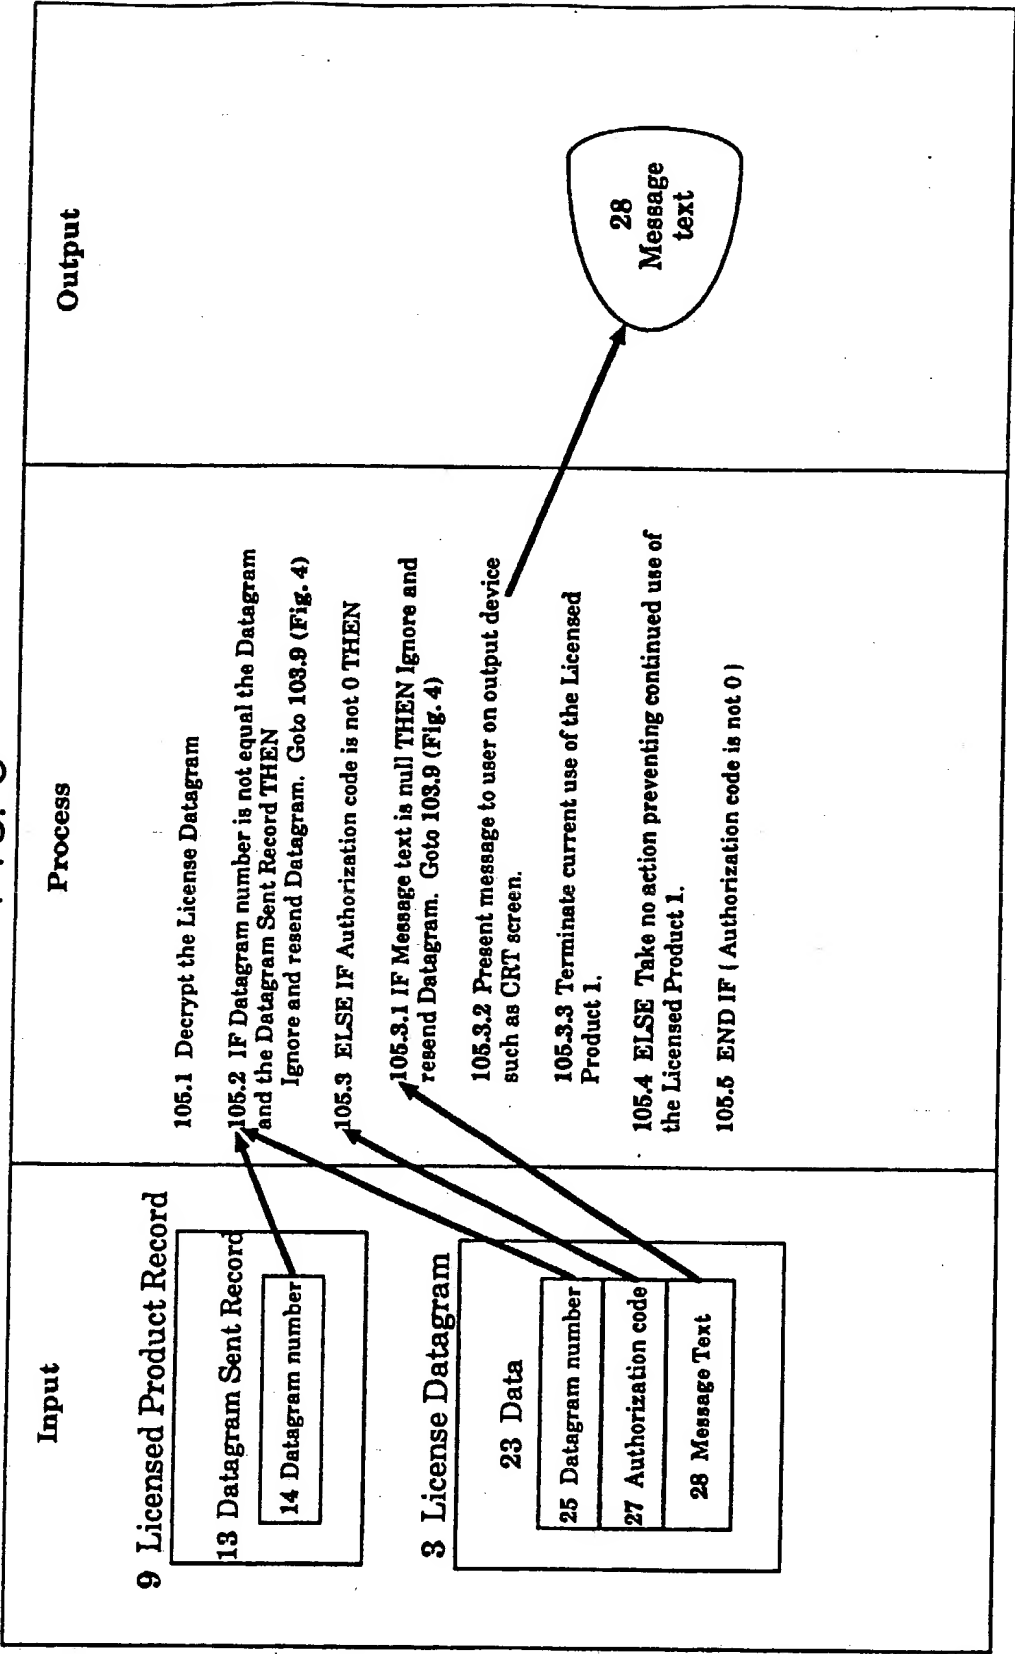 Input
Process
Output
9 Licensed Product Record
13 Datagram Sent Record
14 Datagram number
3 License Datagram
23 Data
25 Datagram number
27 Authorization code
28 Message Text
105.1 Decrypt the License Datagram
105.2 IF Datagram number is not equal the Datagram
and the Datagram Sent Record THEN
Ignore and resend Datagram. Goto 103.9 (Fig. 4)
105.3 ELSE IF Authorization code is not 0 THEN
105.3.1 IF Message text is null THEN Ignore and
resend Datagram. Goto 103.9 (Fig. 4)
105.3.2 Present message to user on output device
such as CRT screen.
105.3.3 Terminate current use of the Licensed
Product 1.
105.4 ELSE Take no action preventing continued use of
the Licensed Product 1.
105.5 END IF ( Authorization code is not 0 )
28
Message
text